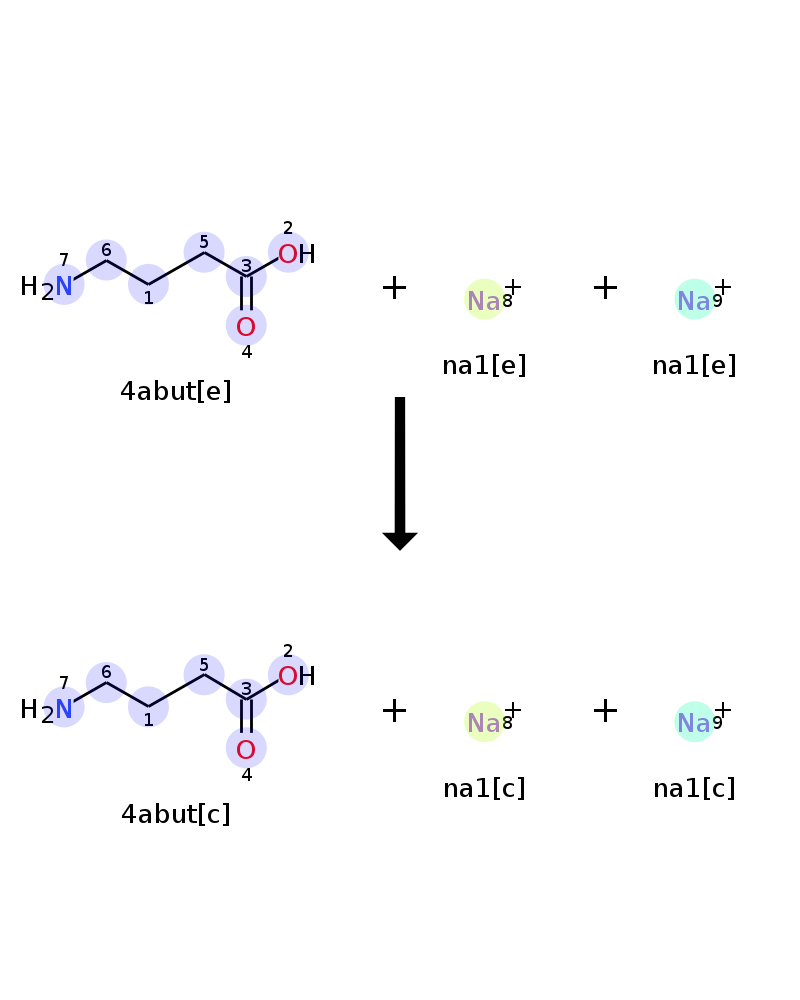 2
5
6
3
7
OH
H2N
1
O
4
+
Na8+
+
Na9+
na1[e]
na1[e]
4abut[e]
2
5
6
3
7
OH
H2N
1
O
4
+
Na8+
+
Na9+
na1[c]
na1[c]
4abut[c]